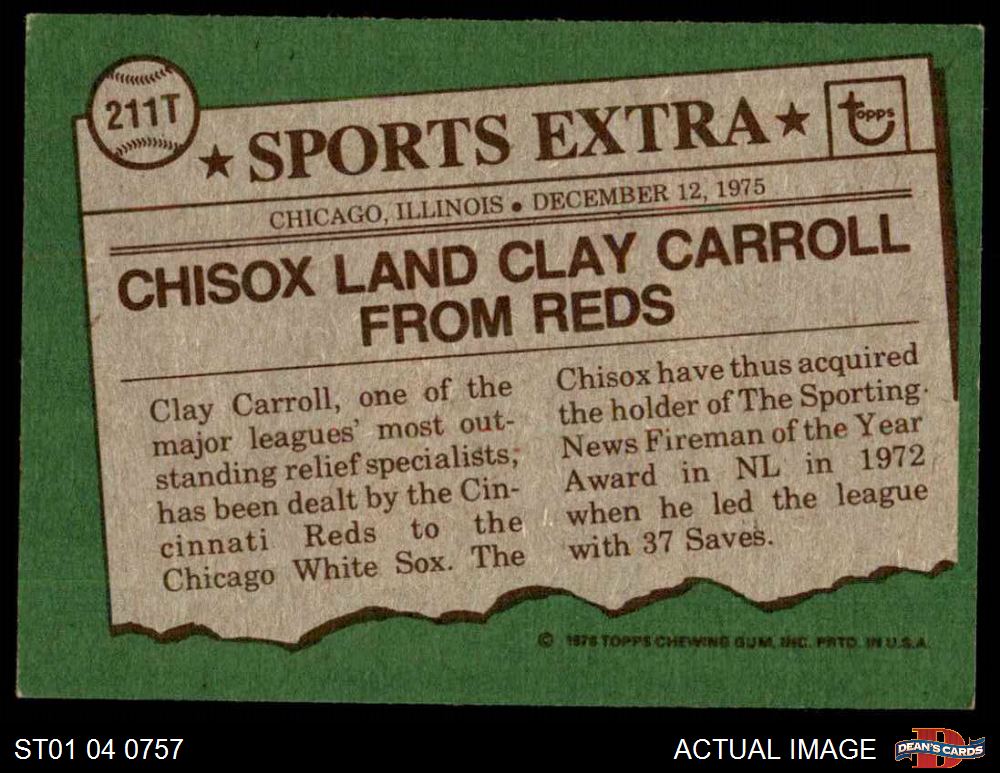 211T
★ SPORTS EXTRA ★
Topps
CHICAGO, ILLINOIS • DECEMBER 12, 1975
CHISOX LAND CLAY CARROLL
FROM REDS
Clay Carroll, one of the
major leagues' most out-
standing relief specialists,
has been dealt by the Cin-
cinnati Reds to the
Chicago White Sox. The
Chisox have thus acquired
the holder of The Sporting
News Fireman of the Year
Award in NL in 1972
when he led the league
with 37 Saves.
© 1976 TOPPS CHEWING GUM, INC. PRTD. IN U.S.A.
ST01 04 0757
ACTUAL IMAGE
DEAN'S CARDS